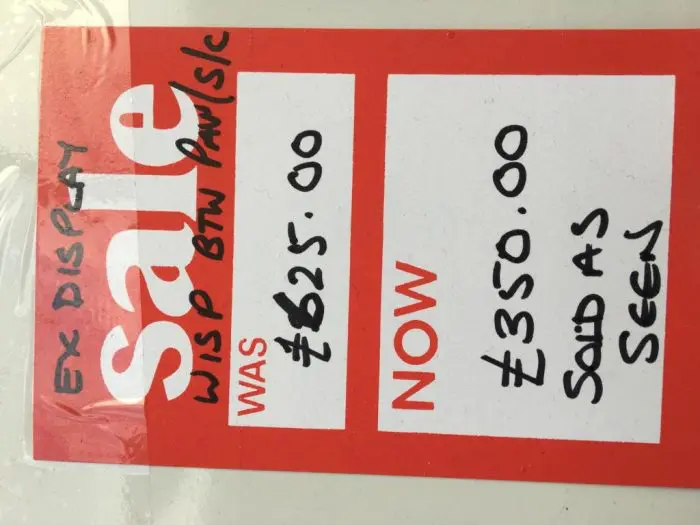 EX DISPLAY
sale
WISP BTW PAN/S/C
WAS
£625.00
NOW
£350.00
SOLD AS
SEEN